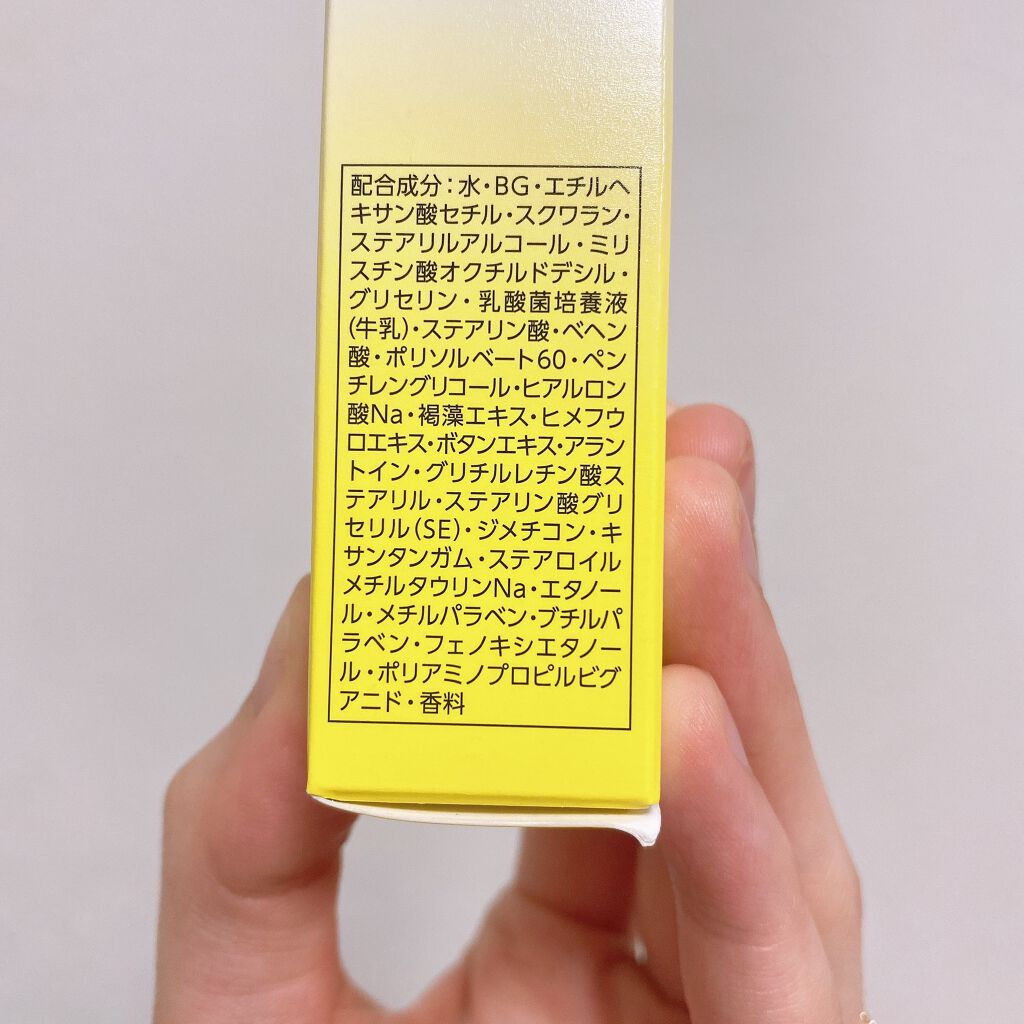 配合成分：水・BG・エチルヘ
キサン酸セチル・スクワラン・
ステアリルアルコール・ミリ
スチン酸オクチルドデシル・
グリセリン・乳酸菌培養液
(牛乳)・ステアリン酸・ベヘン
酸・ポリソルベート60・ペン
チレングリコール・ヒアルロン
酸Na・褐藻エキス・ヒメフウ
ロエキス・ボタンエキス・アラン
トイン・グリチルレチン酸ス
テアリル・ステアリン酸グリ
セリル(SE)・ジメチコン・キ
サンタンガム・ステアロイル
メチルタウリンNa・エタノー
ル・メチルパラベン・ブチルパ
ラベン・フェノキシエタノー
ル・ポリアミノプロピルビグ
アニド・香料